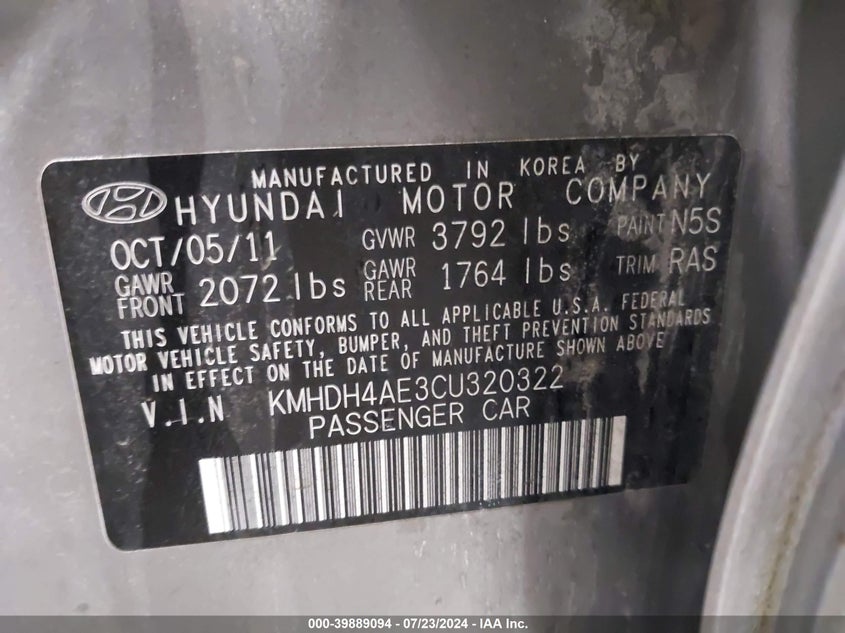 MANUFACTURED IN KOREA BY
HYUNDAI MOTOR COMPANY
OCT/05/11 GVWR 3792 lbs PAINT N5S
GAWR FRONT 2072 lbs GAWR REAR 1764 lbs TRIM RAS
THIS VEHICLE CONFORMS TO ALL APPLICABLE U.S.A. FEDERAL
MOTOR VEHICLE SAFETY, BUMPER, AND THEFT PREVENTION STANDARDS
IN EFFECT ON THE DATE OF MANUFACTURE SHOWN ABOVE
V.I.N KMHDH4AE3CU320322
PASSENGER CAR
000-39889094 / 07/23/2024 - IAA Inc.